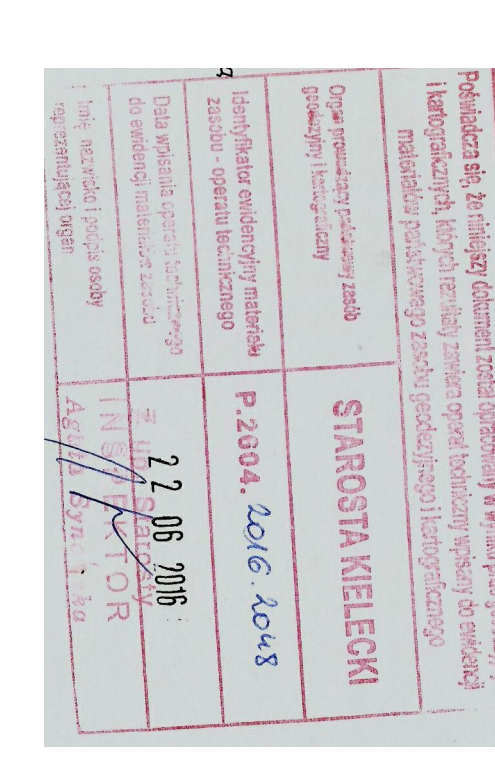 Poświadcza się, że niniejszy dokument został opracowany w wyniku
i kartograficznych, których rezultaty zawiera operat techniczny wpisany do ewidencji
materiałów państwowego zasobu geodezyjnego i kartograficznego
Organ prowadzący państwowy zasób
geodezyjny i kartograficzny
STAROSTA KIELECKI
Identyfikator ewidencyjny materiału
zasobu - operatu technicznego
P.2604. 2016.2048
Data wpisania operatu technicznego
do ewidencji materiałów zasobu
22 06 2016
Imię, nazwisko i podpis osoby
reprezentującej organ
z up. Starosty
INSPEKTOR
Agata